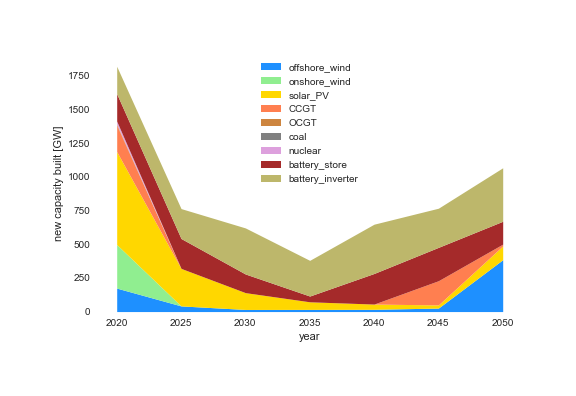 new capacity built [GW]
1750
1500
1250
1000
750
500
250
0
offshore_wind
onshore_wind
solar_PV
CCGT
OCGT
coal
nuclear
battery_store
battery_inverter
2020 2025 2030 2035 2040 2045 2050
year